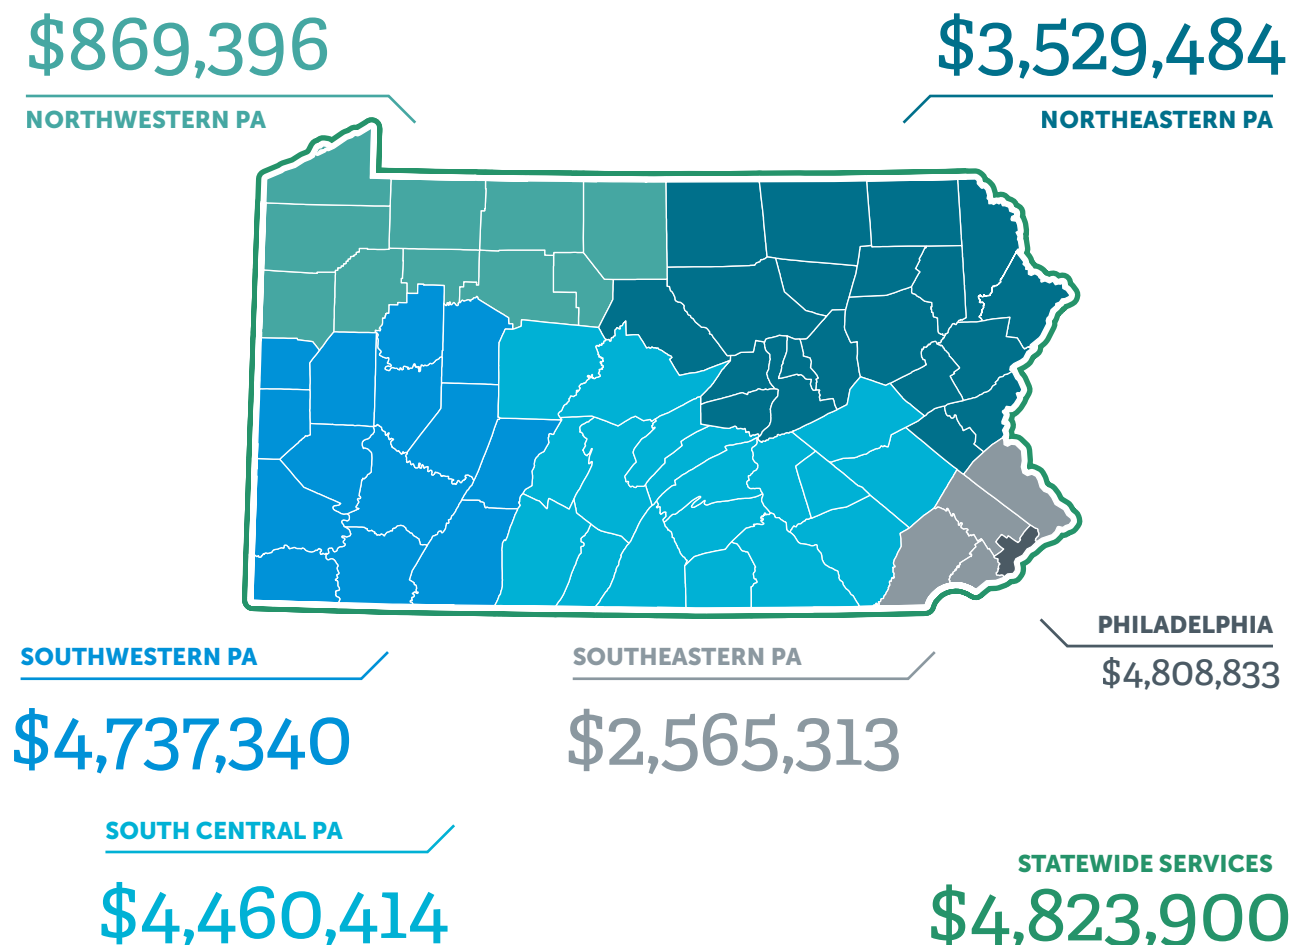 $869,396
NORTHWESTERN PA
$3,529,484
NORTHEASTERN PA
PHILADELPHIA
$4,808,833
SOUTHWESTERN PA
$4,737,340
SOUTHEASTERN PA
$2,565,313
SOUTH CENTRAL PA
$4,460,414
STATEWIDE SERVICES
$4,823,900